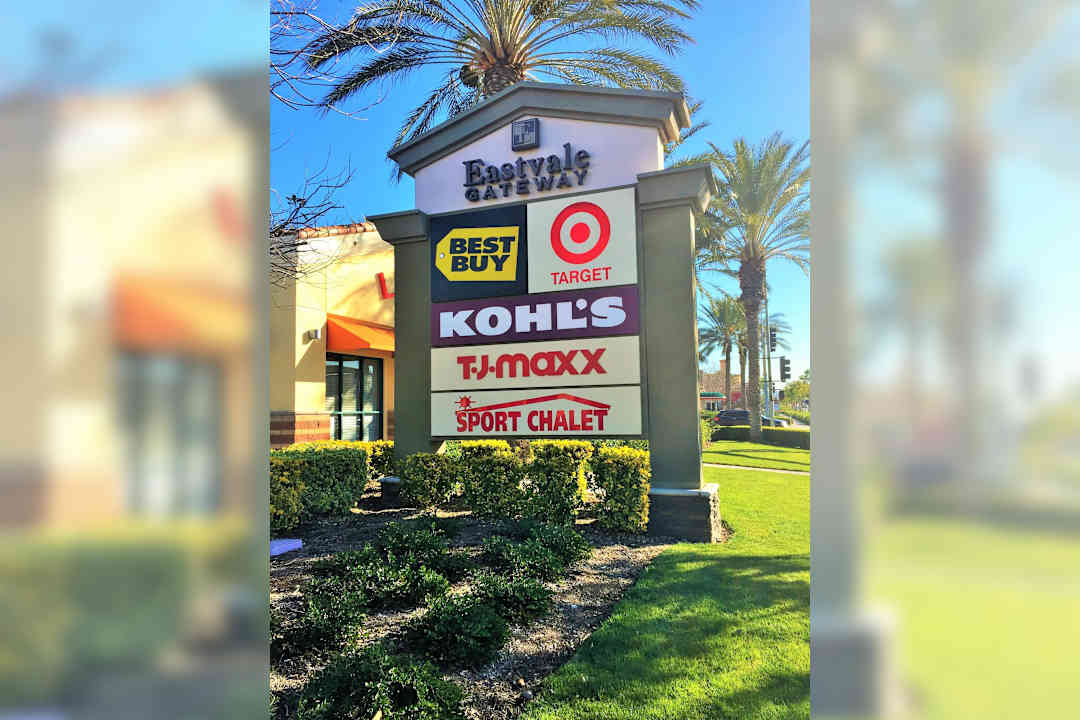 Eastvale
GATEWAY
BEST
BUY
TARGET
KOHL'S
T·J·maxx
SPORT CHALET